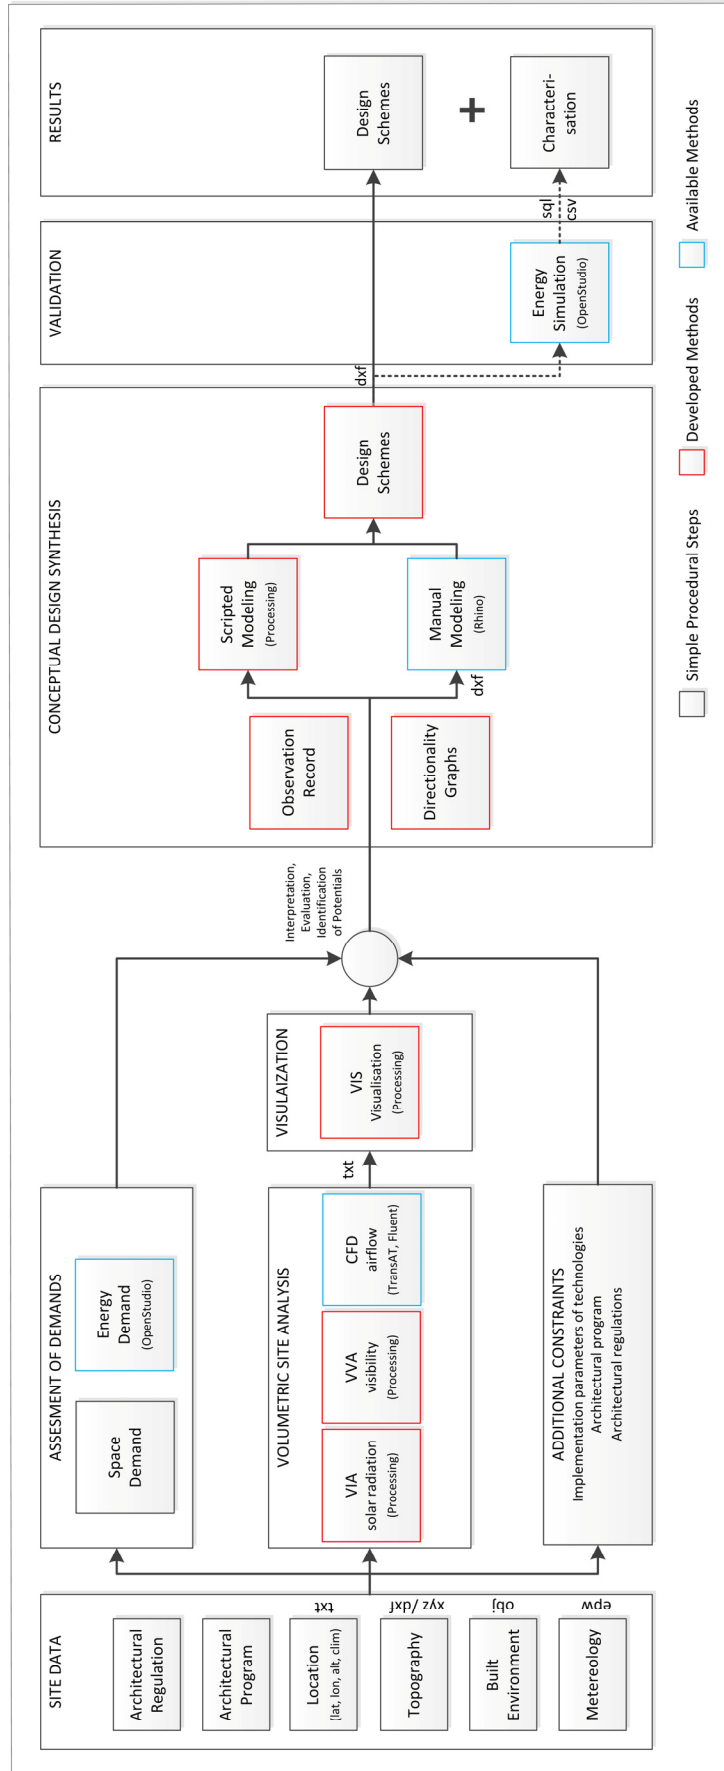 SITE DATA
Architectural
Regulation
Architectural
Program
Location
(lat, lon, alt, clim)
txt
Topography
xyz / dxf
Built
Environment
obj
Metereology
epw
ASSESMENT OF DEMANDS
Space
Demand
Energy
Demand
(OpenStudio)
VOLUMETRIC SITE ANALYSIS
VIA
solar radiation
(Processing)
VVA
visibility
(Processing)
CFD
airflow
(TransAT, Fluent)
ADDITIONAL CONSTRAINTS
Implementation parameters of technologies
Architectural program
Architectural regulations
txt
VISULAIZATION
VIS
Visualisation
(Processing)
Interpretation,
Evaluation,
Identification
of Potentials
CONCEPTUAL DESIGN SYNTHESIS
Observation
Record
Directionality
Graphs
Scripted
Modeling
(Processing)
dxf
Manual
Modeling
(Rhino)
Design
Schemes
dxf
VALIDATION
Energy
Simulation
(OpenStudio)
sql
csv
RESULTS
Design
Schemes
+
Characteri-
sation
Simple Procedural Steps
Developed Methods
Available Methods